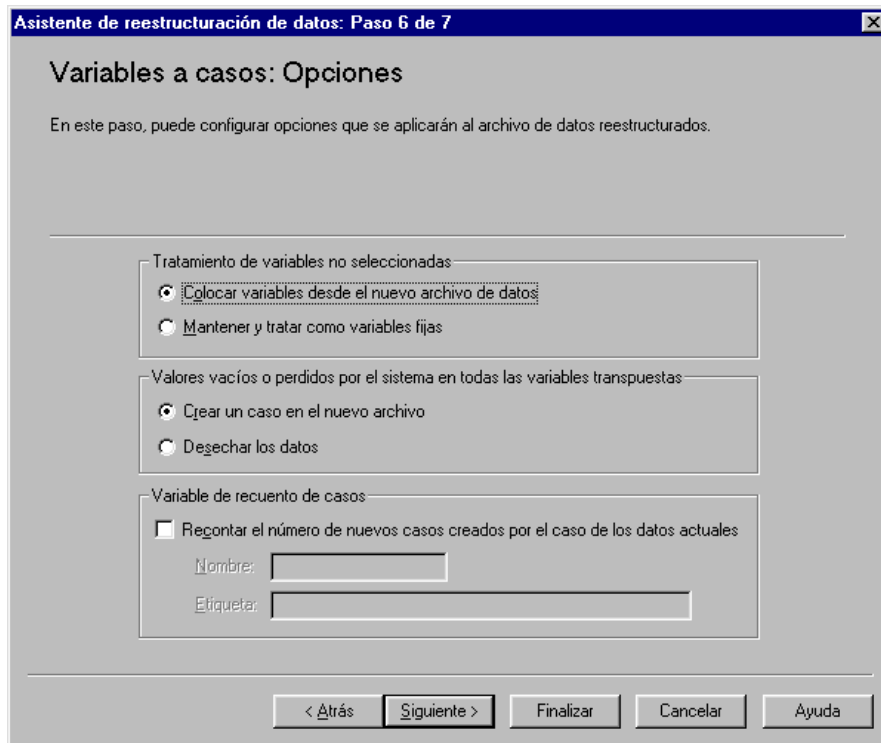 Asistente de reestructuración de datos: Paso 6 de 7
Variables a casos: Opciones
En este paso, puede configurar opciones que se aplicarán al archivo de datos reestructurados.
Tratamiento de variables no seleccionadas
Colocar variables desde el nuevo archivo de datos
Mantener y tratar como variables fijas
Valores vacíos o perdidos por el sistema en todas las variables transpuestas
Crear un caso en el nuevo archivo
Desechar los datos
Variable de recuento de casos
Recontar el número de nuevos casos creados por el caso de los datos actuales
Nombre:
Etiqueta:
< Atrás Siguiente > Finalizar Cancelar Ayuda